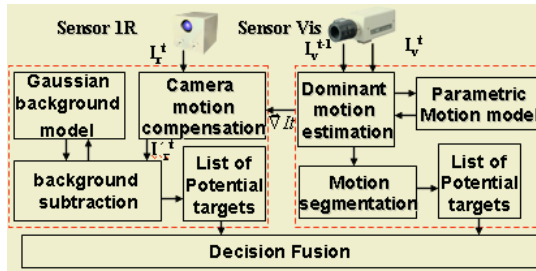 Sensor IR
Sensor Vis
I_r^t
I_v^t-1
I_v^t
Gaussian
background
model
Camera
motion
compensation
Dominant
motion
estimation
Parametric
Motion model
∇It
I'_r^t
background
subtraction
List of
Potential
targets
Motion
segmentation
List of
Potential
targets
Decision Fusion